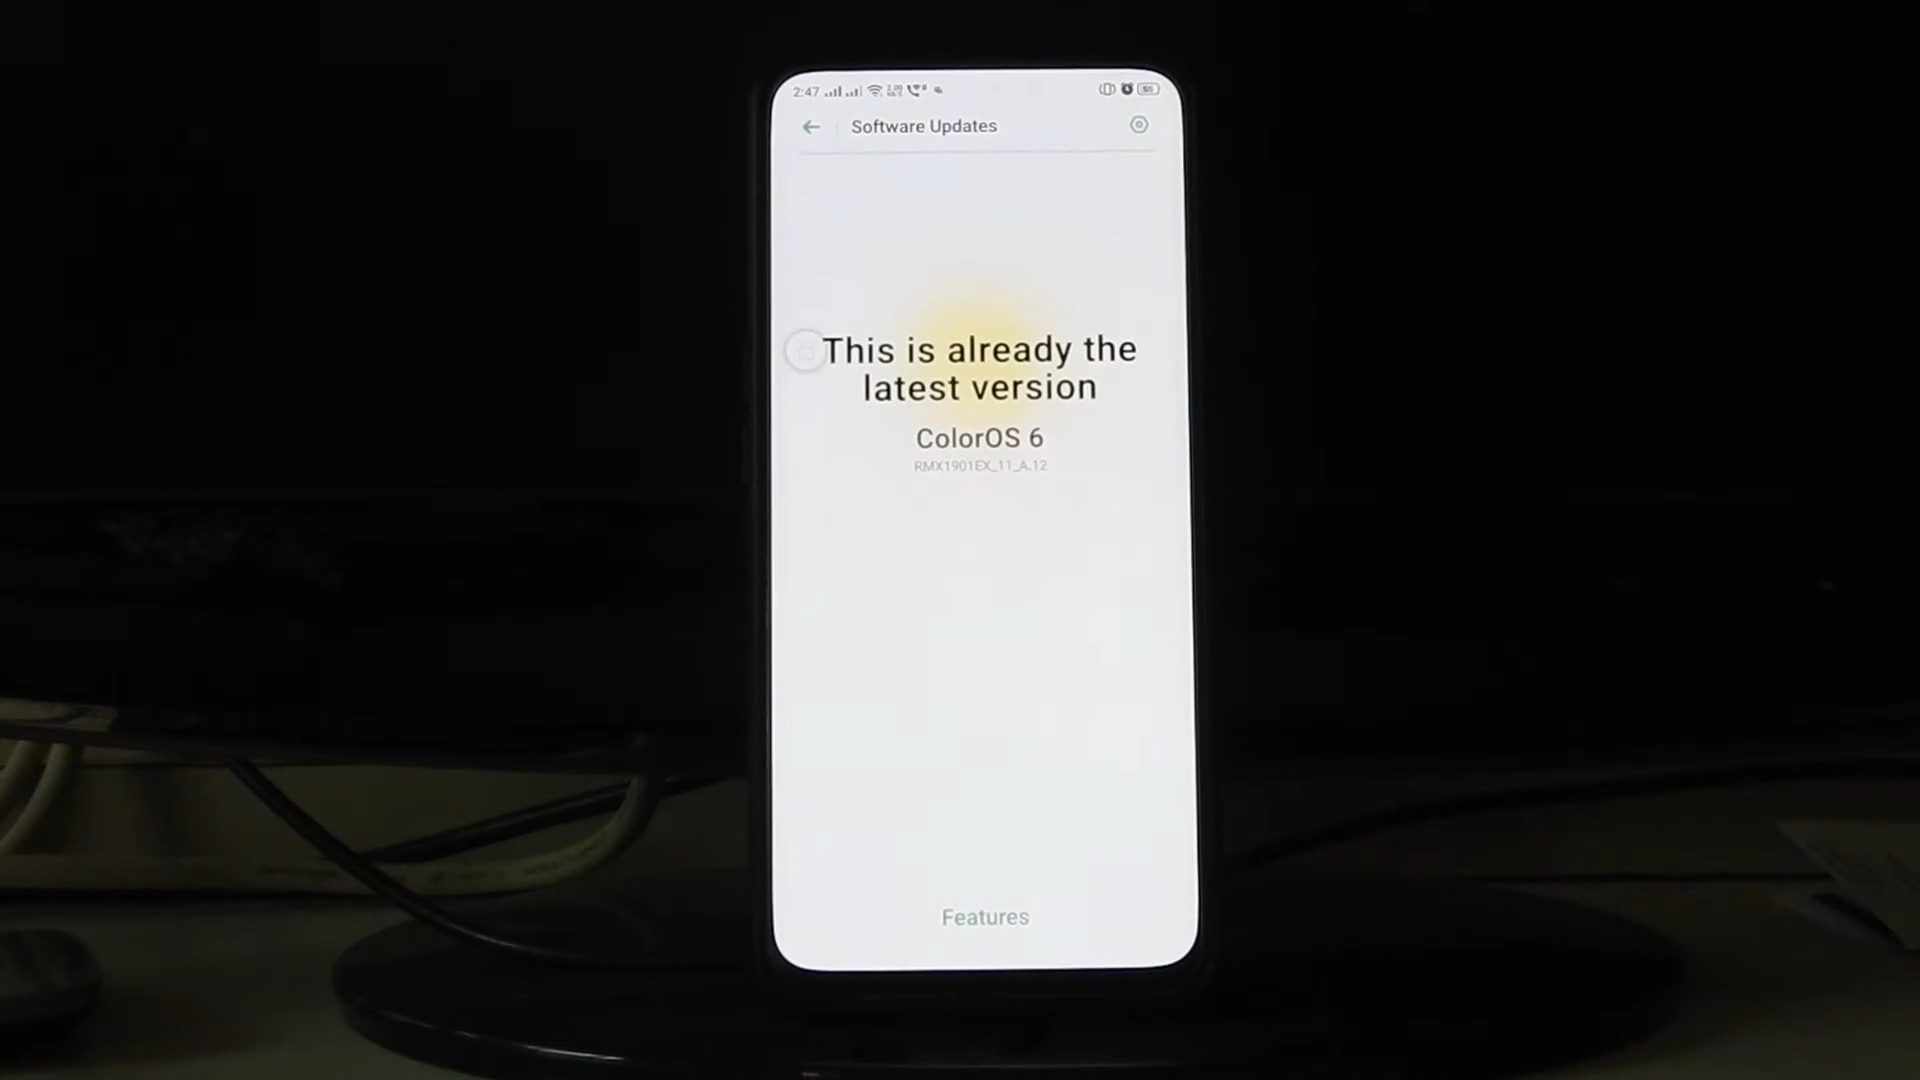 2:47
Software Updates
This is already the
latest version
ColorOS 6
RMX1901EX_11_A.12
Features